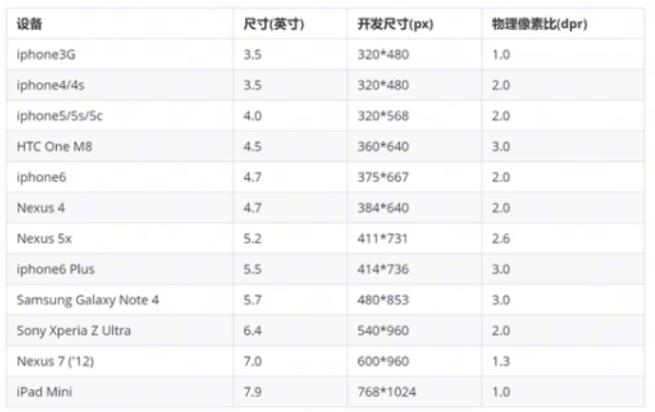 设备 尺寸(英寸) 开发尺寸(px) 物理像素比(dpr)
iphone3G 3.5 320*480 1.0
iphone4/4s 3.5 320*480 2.0
iphone5/5s/5c 4.0 320*568 2.0
HTC One M8 4.5 360*640 3.0
iphone6 4.7 375*667 2.0
Nexus 4 4.7 384*640 2.0
Nexus 5x 5.2 411*731 2.6
iphone6 Plus 5.5 414*736 3.0
Samsung Galaxy Note 4 5.7 480*853 3.0
Sony Xperia Z Ultra 6.4 540*960 2.0
Nexus 7 ('12) 7.0 600*960 1.3
iPad Mini 7.9 768*1024 1.0